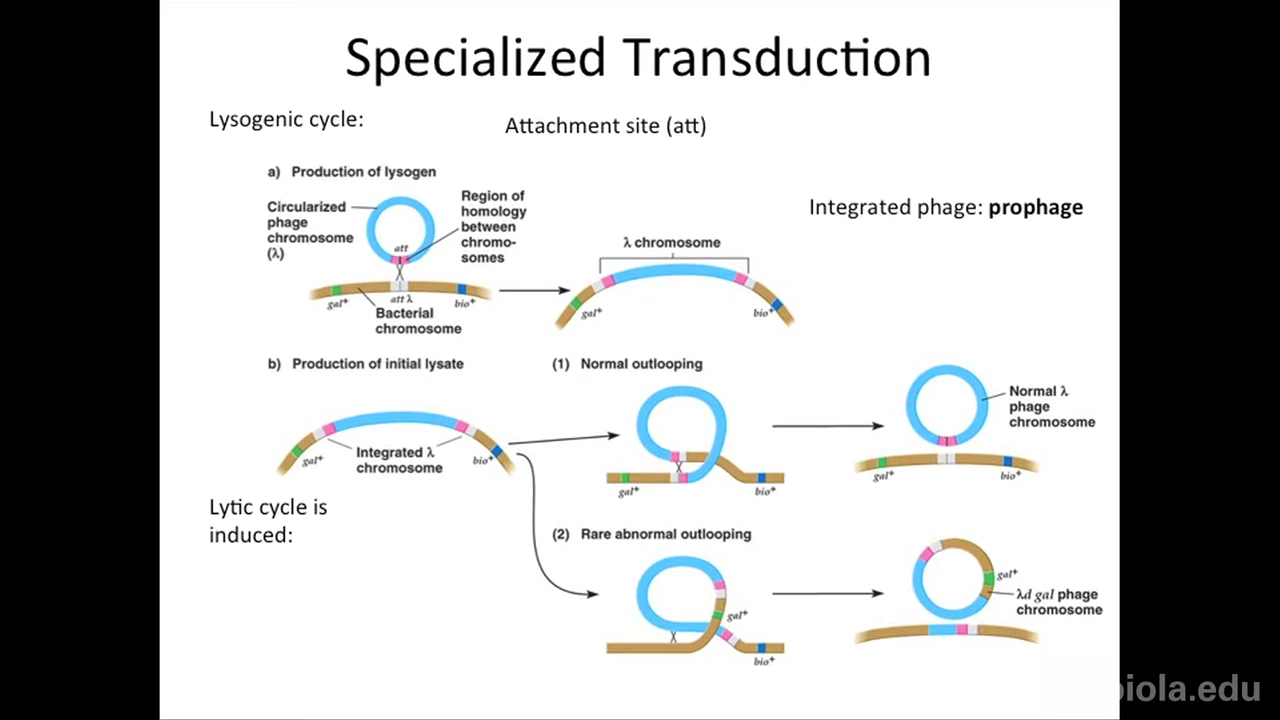 Specialized Transduction
Lysogenic cycle:
Attachment site (att)
a) Production of lysogen
Circularized
phage
chromosome
(λ)
Region of
homology
between
chromo-
somes
att
att λ
gal+
bio+
Bacterial
chromosome
Integrated phage: prophage
λ chromosome
gal+
bio+
b) Production of initial lysate
Integrated λ
chromosome
gal+
bio+
Lytic cycle is
induced:
(1) Normal outlooping
gal+
bio+
Normal λ
phage
chromosome
gal+
bio+
(2) Rare abnormal outlooping
gal+
bio+
gal+
λd gal phage
chromosome
biola.edu